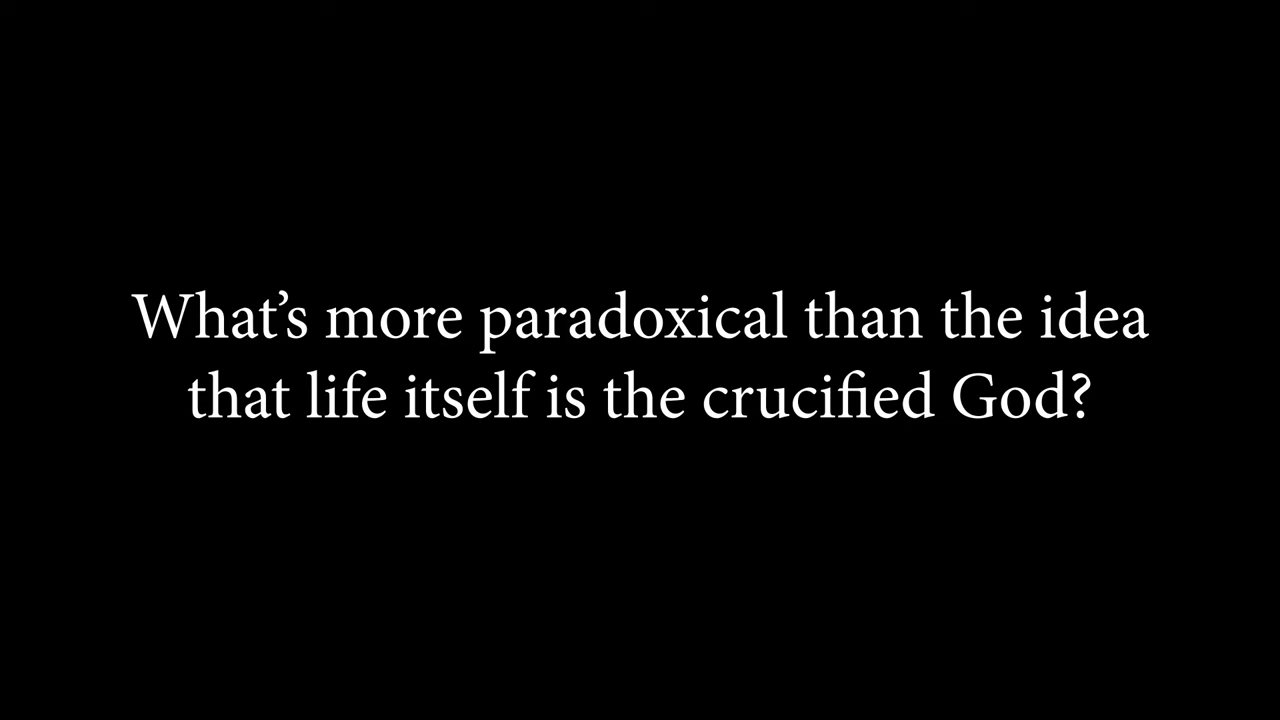 What’s more paradoxical than the idea
that life itself is the crucified God?